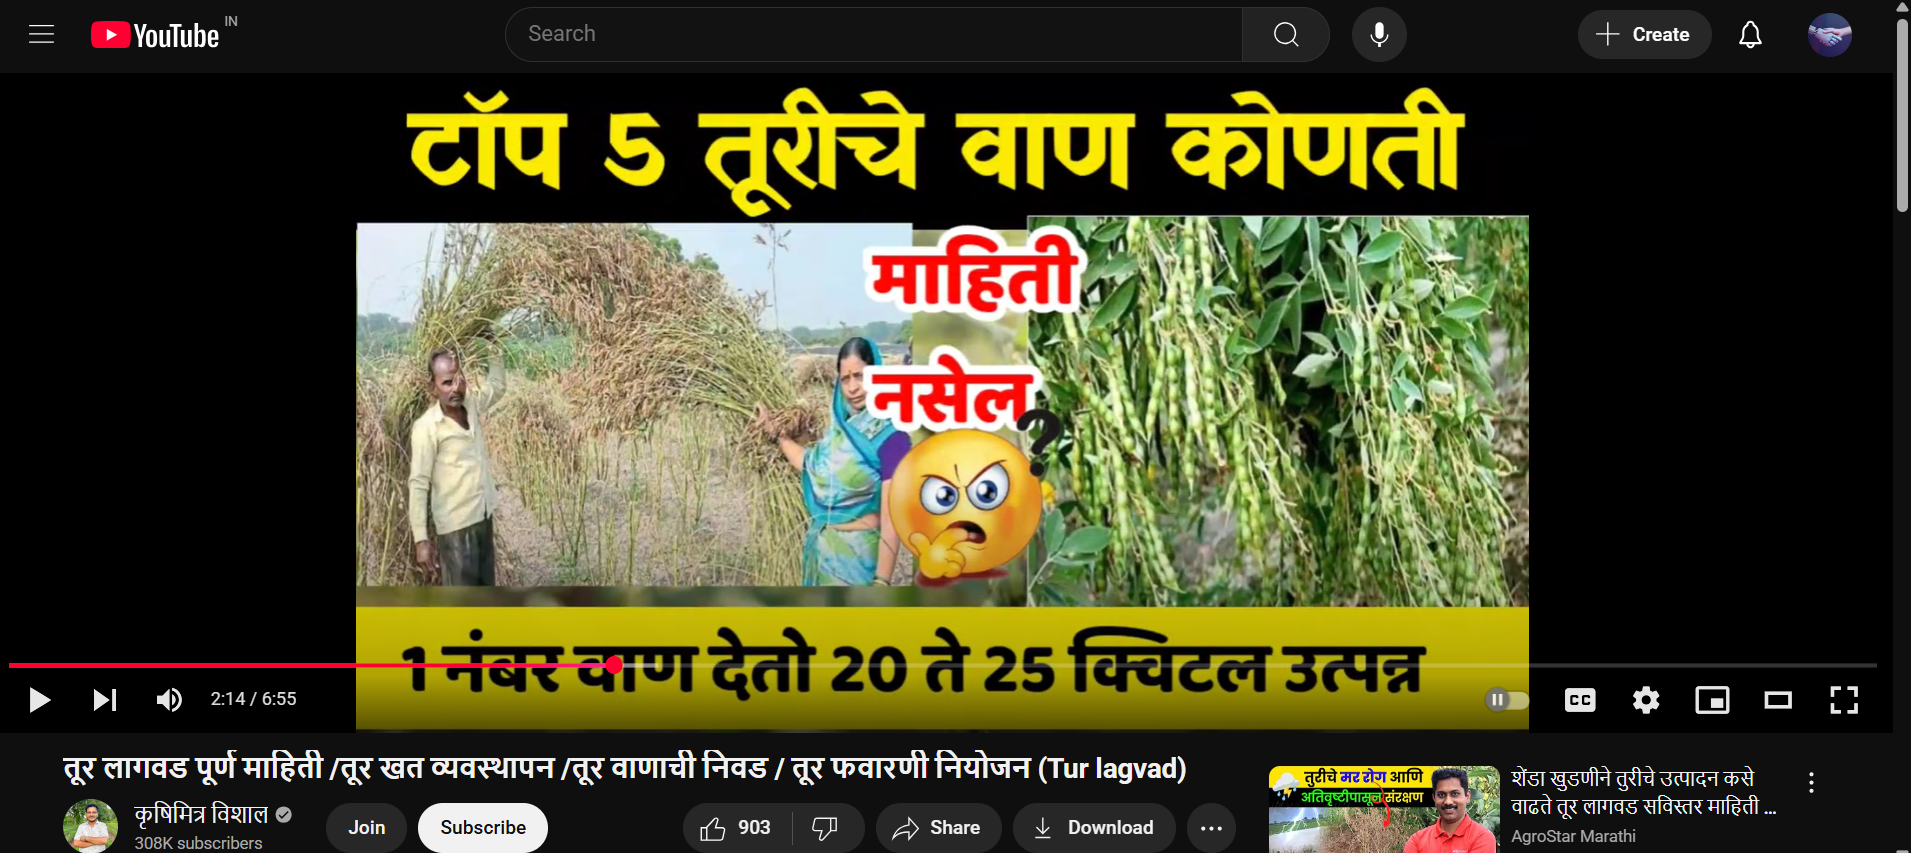 YouTube IN
Search
Create
टॉप 5 तूरीचे वाण कोणती
माहिती
नसेल
?
1 नंबर वाण देतो 20 ते 25 क्विटल उत्पन्न
2:14 / 6:55
CC
तूर लागवड पूर्ण माहिती /तूर खत व्यवस्थापन /तूर वाणाची निवड / तूर फवारणी नियोजन (Tur lagvad)
कृषिमित्र विशाल
308K subscribers
Join
Subscribe
903
Share
Download
तुरीचे मर रोग आणि
अतिवृष्टीपासून संरक्षण
शेंडा खुडणीने तुरीचे उत्पादन कसे
वाढते तूर लागवड सविस्तर माहिती ...
AgroStar Marathi